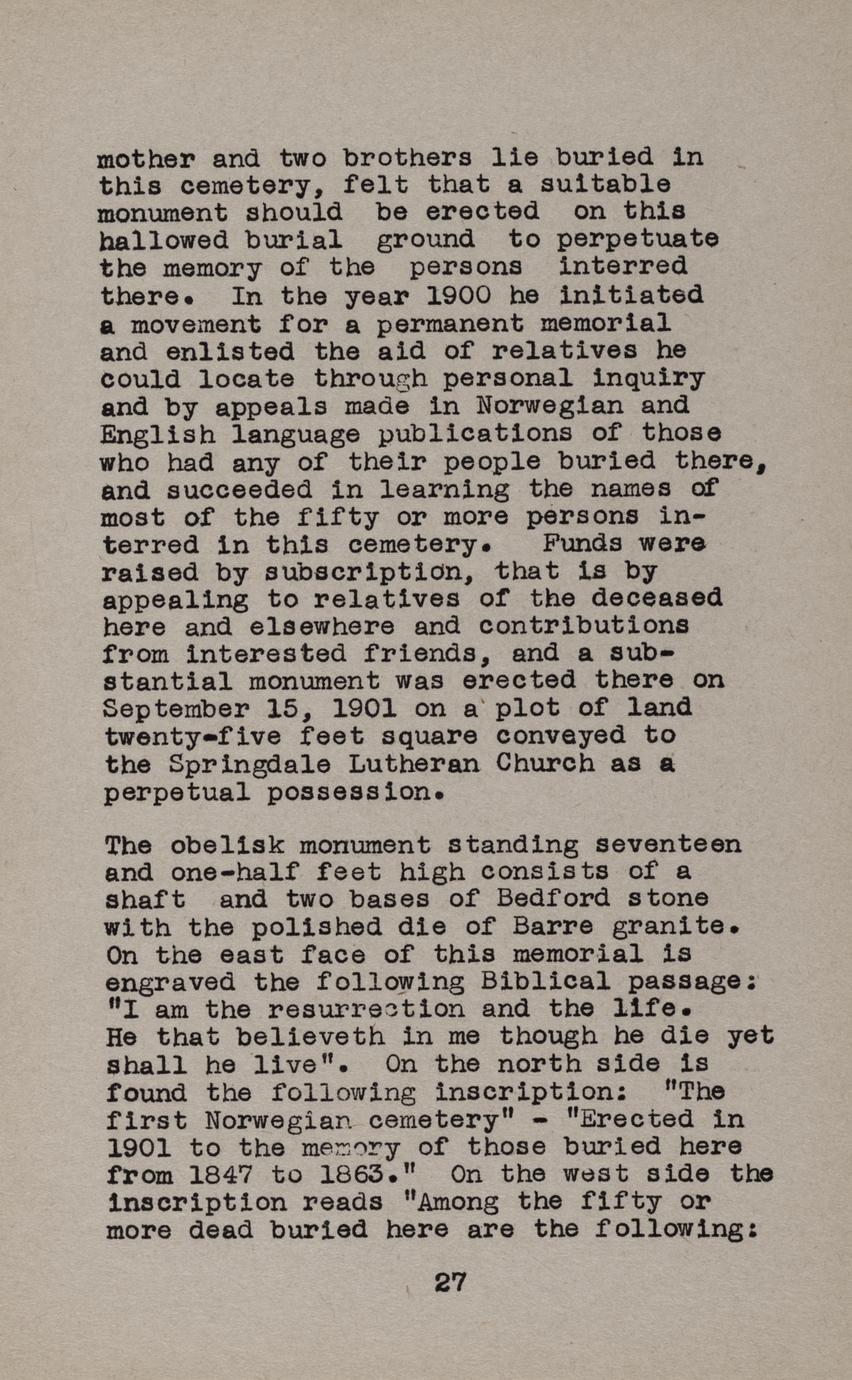 mother and two brothers lie buried in
this cemetery, felt that a suitable
monument should be erected on this
hallowed burial ground to perpetuate
the memory of the persons interred
there. In the year 1900 he initiated
a movement for a permanent memorial
and enlisted the aid of relatives he
could locate through personal inquiry
and by appeals made in Norwegian and
English language publications of those
who had any of their people buried there,
and succeeded in learning the names of
most of the fifty or more persons in-
terred in this cemetery. Funds were
raised by subscription, that is by
appealing to relatives of the deceased
here and elsewhere and contributions
from interested friends, and a sub-
stantial monument was erected there on
September 15, 1901 on a plot of land
twenty-five feet square conveyed to
the Springdale Lutheran Church as a
perpetual possession.

The obelisk monument standing seventeen
and one-half feet high consists of a
shaft and two bases of Bedford stone
with the polished die of Barre granite.
On the east face of this memorial is
engraved the following Biblical passage:
"I am the resurrection and the life.
He that believeth in me though he die yet
shall he live". On the north side is
found the following inscription: "The
first Norwegian cemetery" - "Erected in
1901 to the memory of those buried here
from 1847 to 1863." On the west side the
inscription reads "Among the fifty or
more dead buried here are the following:

27